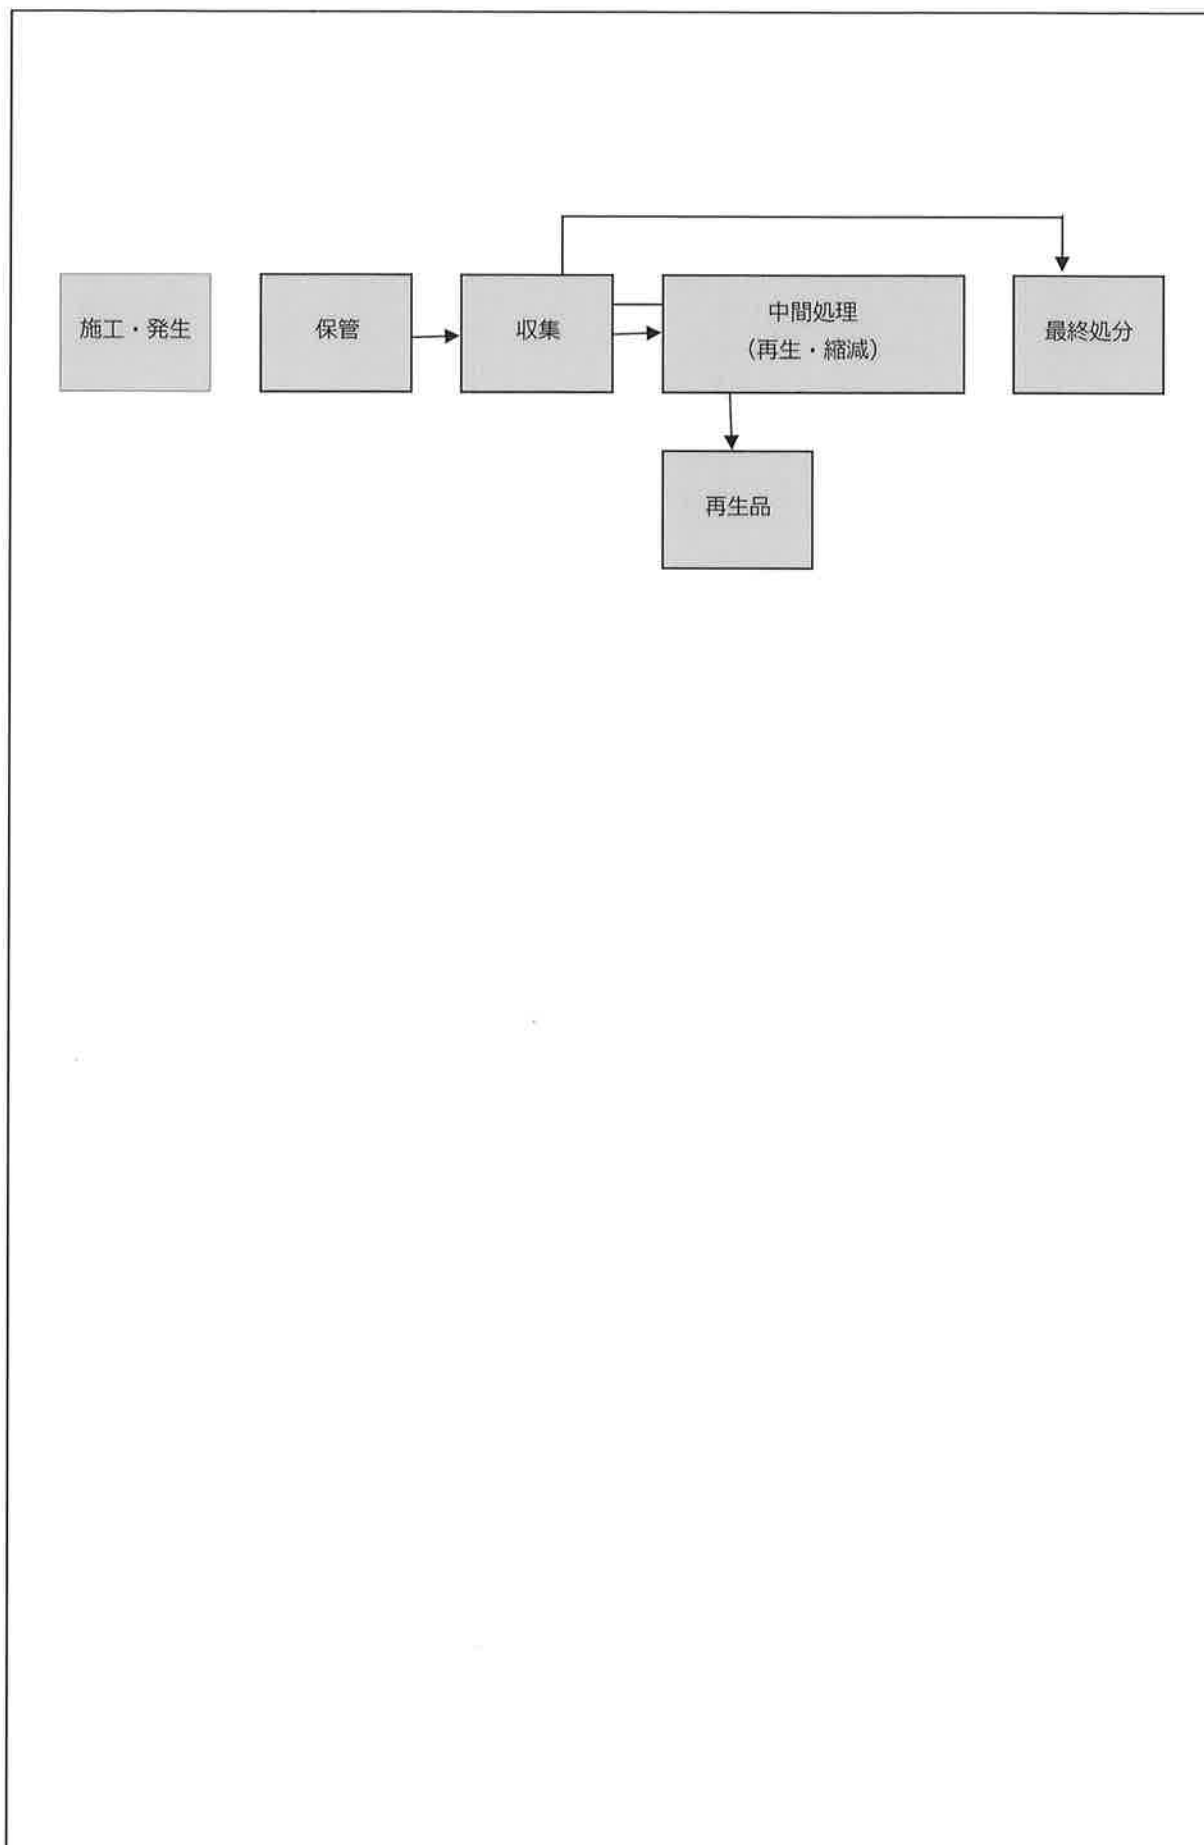 施工・発生
保管
収集
中間処理
（再生・縮減）
最終処分
再生品